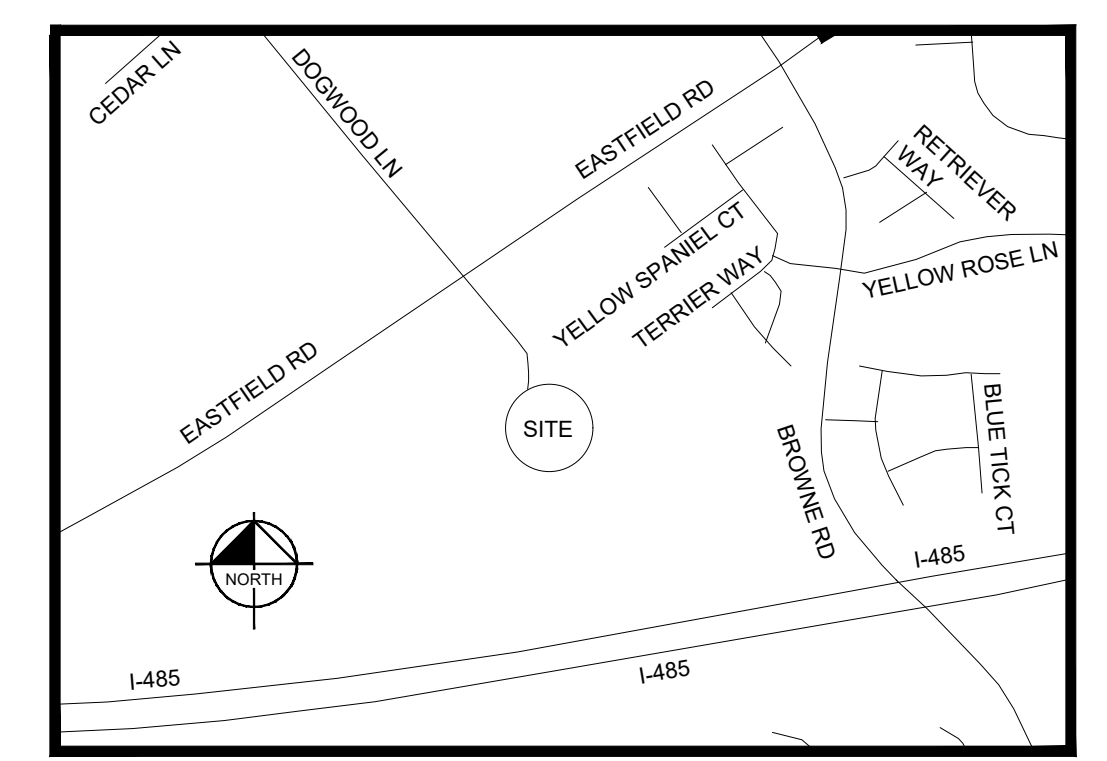 CEDAR LN
DOGWOOD LN
EASTFIELD RD
RETRIEVER
WAY
YELLOW SPANIEL CT
TERRIER WAY
YELLOW ROSE LN
EASTFIELD RD
SITE
BLUE TICK CT
BROWNE RD
NORTH
I-485
I-485
I-485